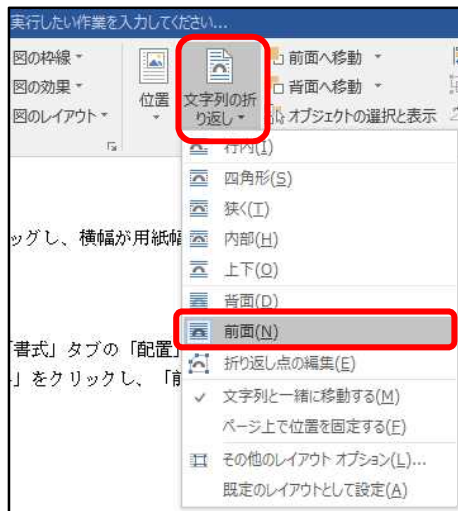 実行したい作業を入力してください...
図の枠線
図の効果
図のレイアウト
位置
文字列の折
り返し
前面へ移動
背面へ移動
オブジェクトの選択と表示
行内(I)
四角形(S)
狭く(T)
内部(H)
上下(O)
背面(D)
前面(N)
折り返し点の編集(E)
文字列と一緒に移動する(M)
ページ上で位置を固定する(F)
その他のレイアウト オプション(L)...
既定のレイアウトとして設定(A)
ッグし、横幅が用紙幅
「書式」タブの「配置」
」をクリックし、「前